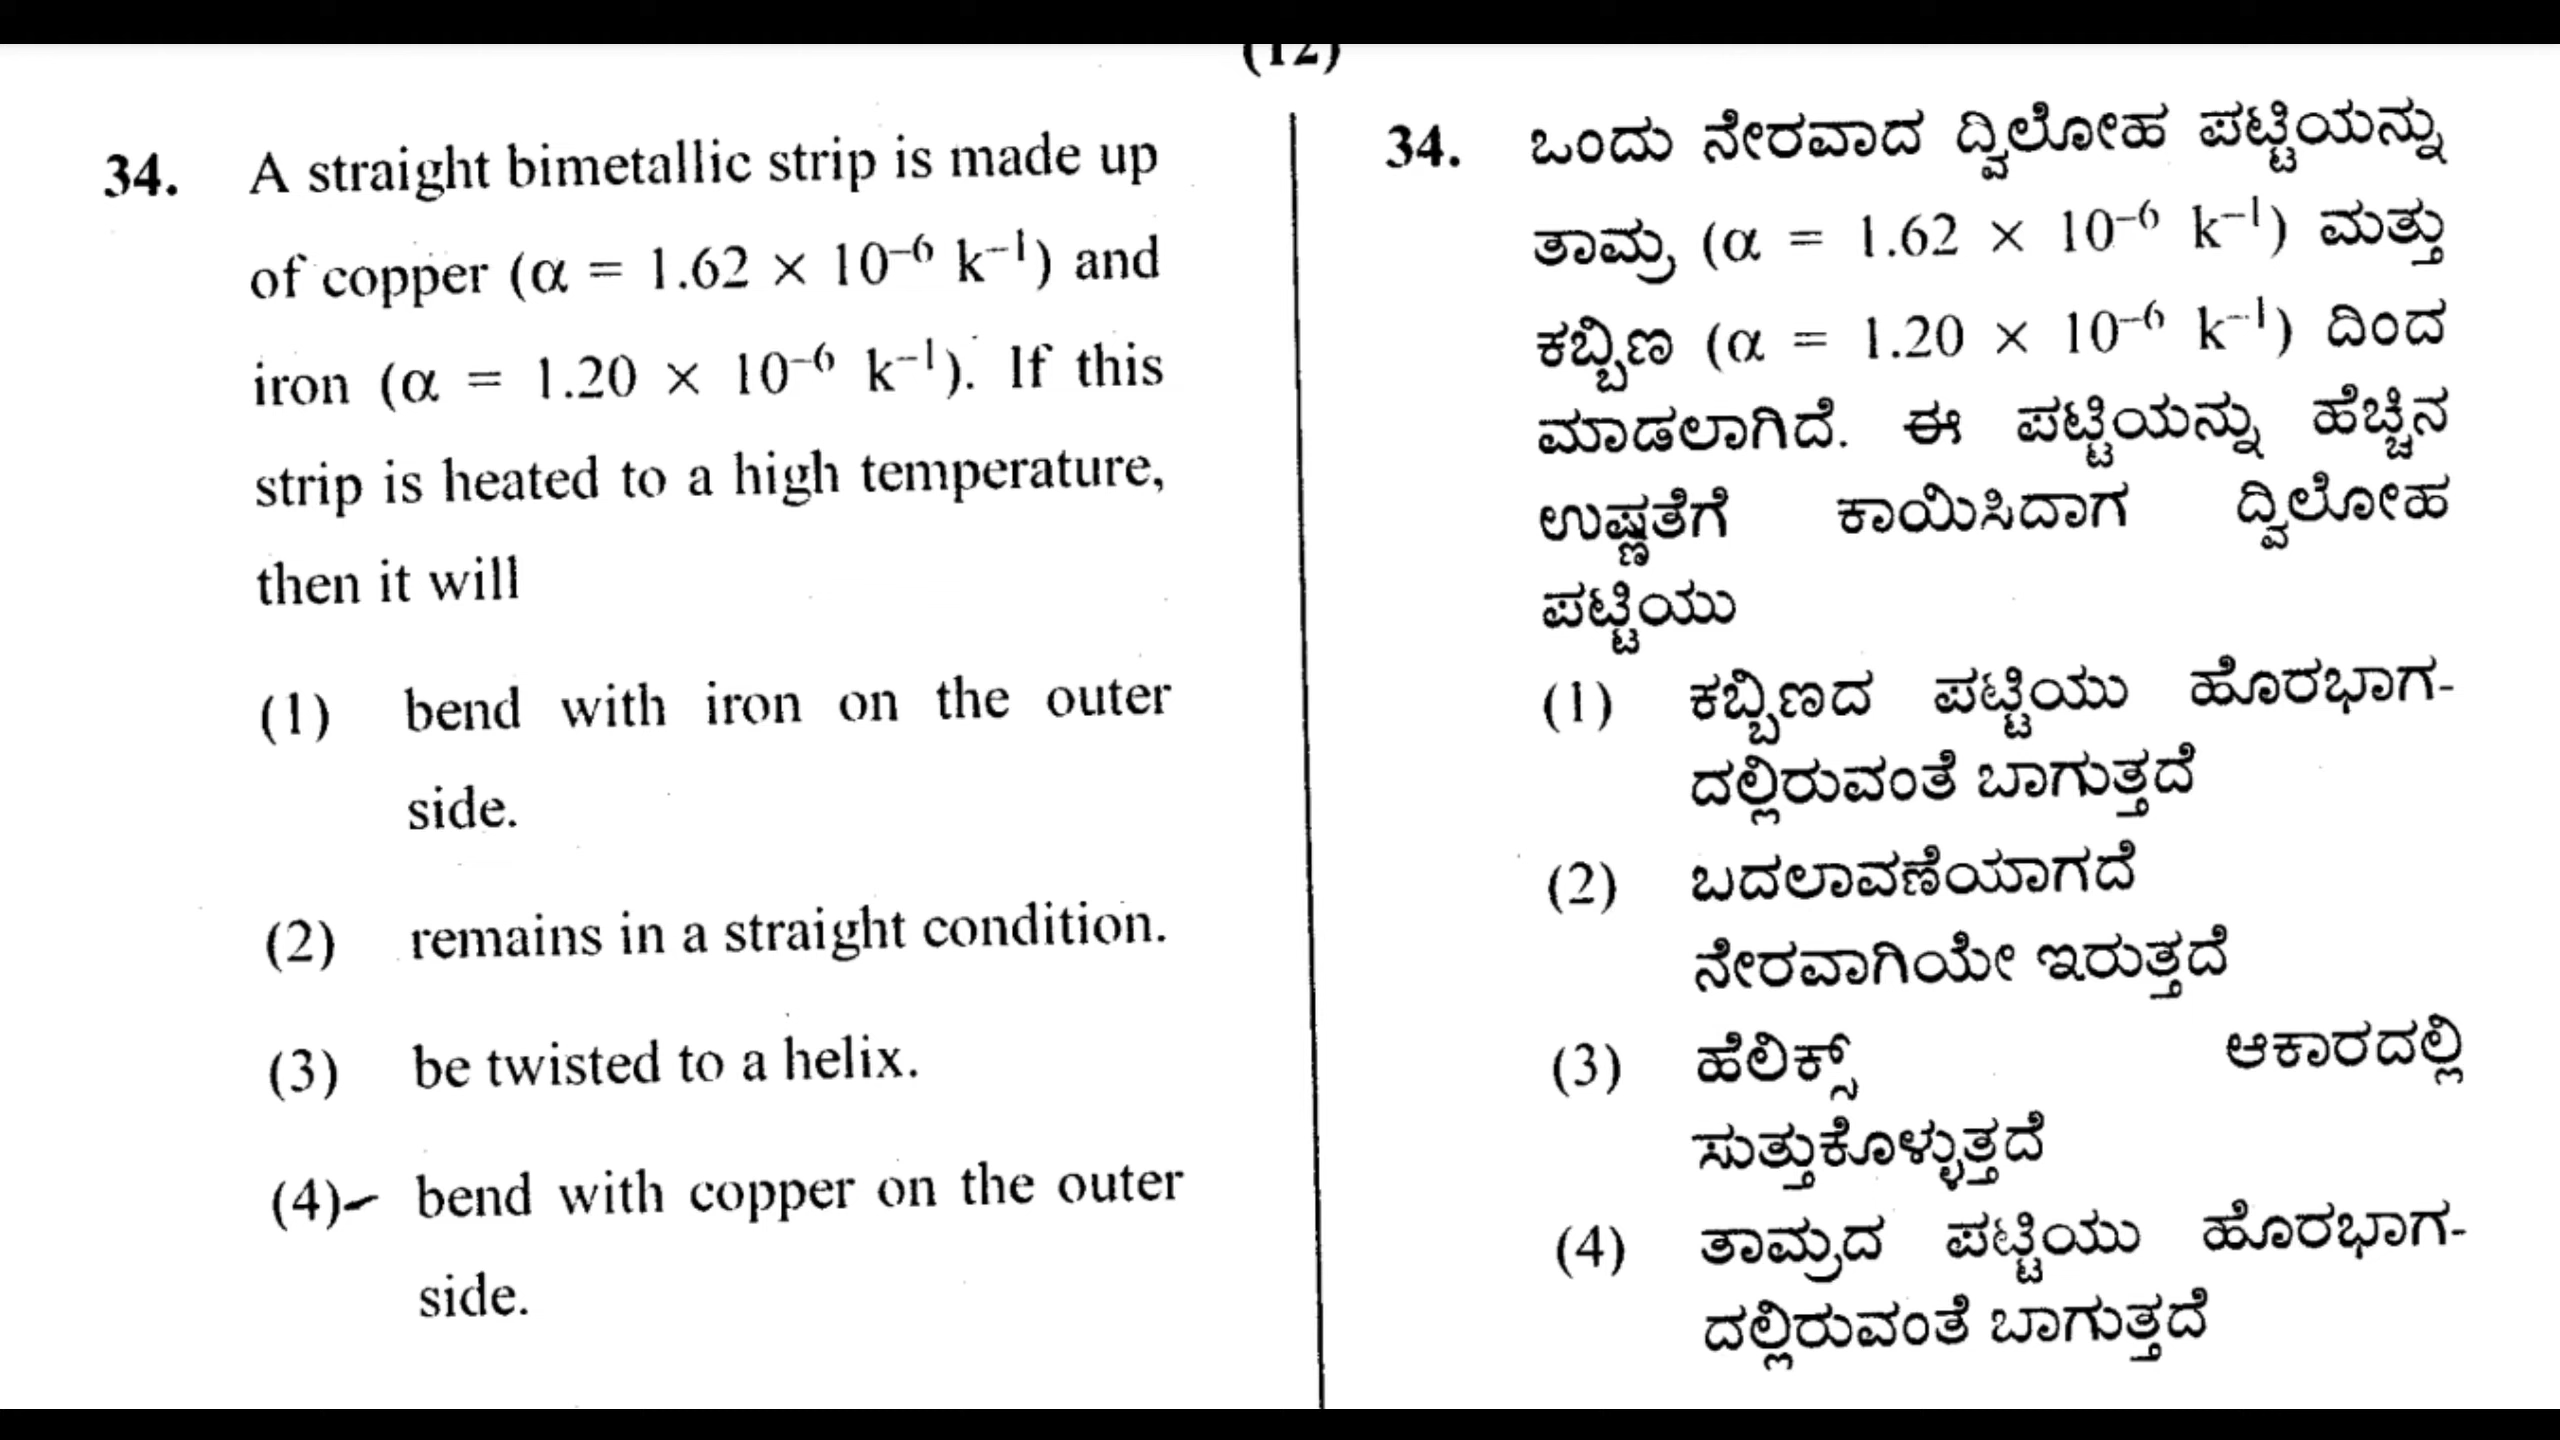 (12)
34. A straight bimetallic strip is made up
of copper (α = 1.62 × 10⁻⁶ k⁻¹) and
iron (α = 1.20 × 10⁻⁶ k⁻¹). If this
strip is heated to a high temperature,
then it will
(1) bend with iron on the outer
side.
(2) remains in a straight condition.
(3) be twisted to a helix.
(4) bend with copper on the outer
side.
34. ಒಂದು ನೇರವಾದ ದ್ವಿಲೋಹ ಪಟ್ಟಿಯನ್ನು
ತಾಮ್ರ (α = 1.62 × 10⁻⁶ k⁻¹) ಮತ್ತು
ಕಬ್ಬಿಣ (α = 1.20 × 10⁻⁶ k⁻¹) ದಿಂದ
ಮಾಡಲಾಗಿದೆ. ಈ ಪಟ್ಟಿಯನ್ನು ಹೆಚ್ಚಿನ
ಉಷ್ಣತೆಗೆ ಕಾಯಿಸಿದಾಗ ದ್ವಿಲೋಹ
ಪಟ್ಟಿಯು
(1) ಕಬ್ಬಿಣದ ಪಟ್ಟಿಯು ಹೊರಭಾಗ-
ದಲ್ಲಿರುವಂತೆ ಬಾಗುತ್ತದೆ
(2) ಬದಲಾವಣೆಯಾಗದೆ
ನೇರವಾಗಿಯೇ ಇರುತ್ತದೆ
(3) ಹೆಲಿಕ್ಸ್ ಆಕಾರದಲ್ಲಿ
ಸುತ್ತುಕೊಳ್ಳುತ್ತದೆ
(4) ತಾಮ್ರದ ಪಟ್ಟಿಯು ಹೊರಭಾಗ-
ದಲ್ಲಿರುವಂತೆ ಬಾಗುತ್ತದೆ